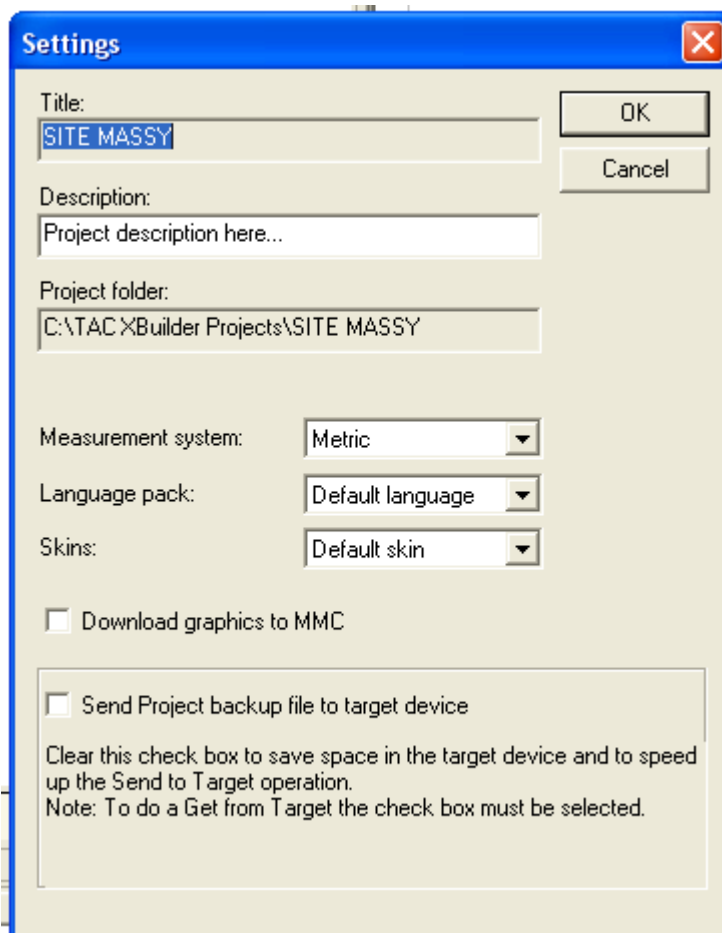 Settings
Title:
OK
SITE MASSY
Cancel
Description:
Project description here...
Project folder:
C:\TAC XBuilder Projects\SITE MASSY
Measurement system:
Metric
Language pack:
Default language
Skins:
Default skin
Download graphics to MMC
Send Project backup file to target device
Clear this check box to save space in the target device and to speed
up the Send to Target operation.
Note: To do a Get from Target the check box must be selected.